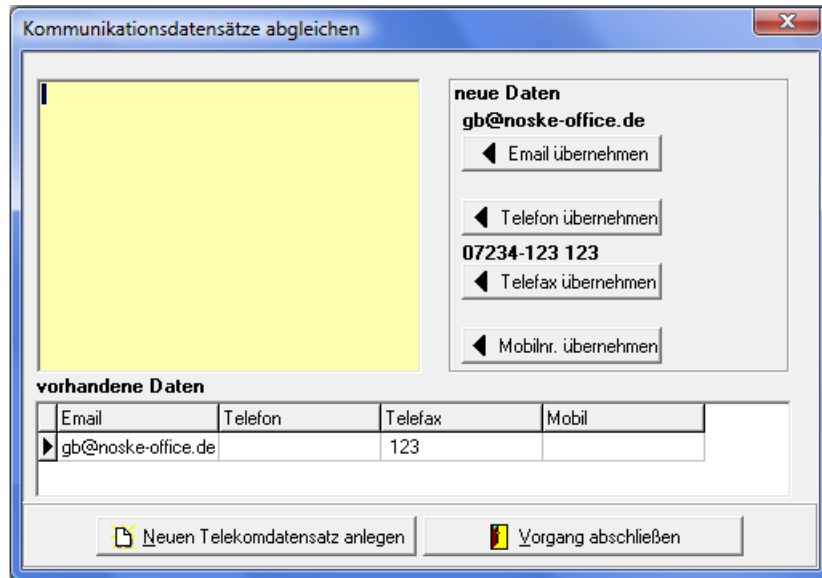 Kommunikationsdatensätze abgleichen
neue Daten
gb@noske-office.de
Email übernehmen
Telefon übernehmen
07234-123 123
Telefax übernehmen
Mobilnr. übernehmen
vorhandene Daten
Email Telefon Telefax Mobil
gb@noske-office.de 123
Neuen Telekomdatensatz anlegen Vorgang abschließen